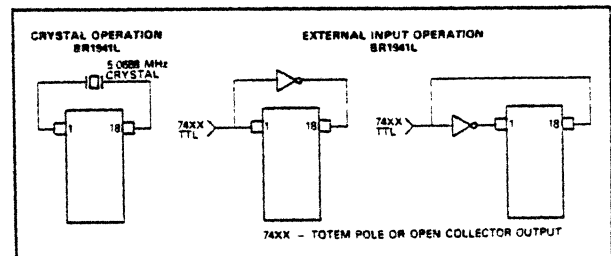 CRYSTAL OPERATION
BR1941L
5.0688 MHz
CRYSTAL
1 18
EXTERNAL INPUT OPERATION
BR1941L
74XX
TTL
1 18
74XX
TTL
1 18
74XX – TOTEM POLE OR OPEN COLLECTOR OUTPUT